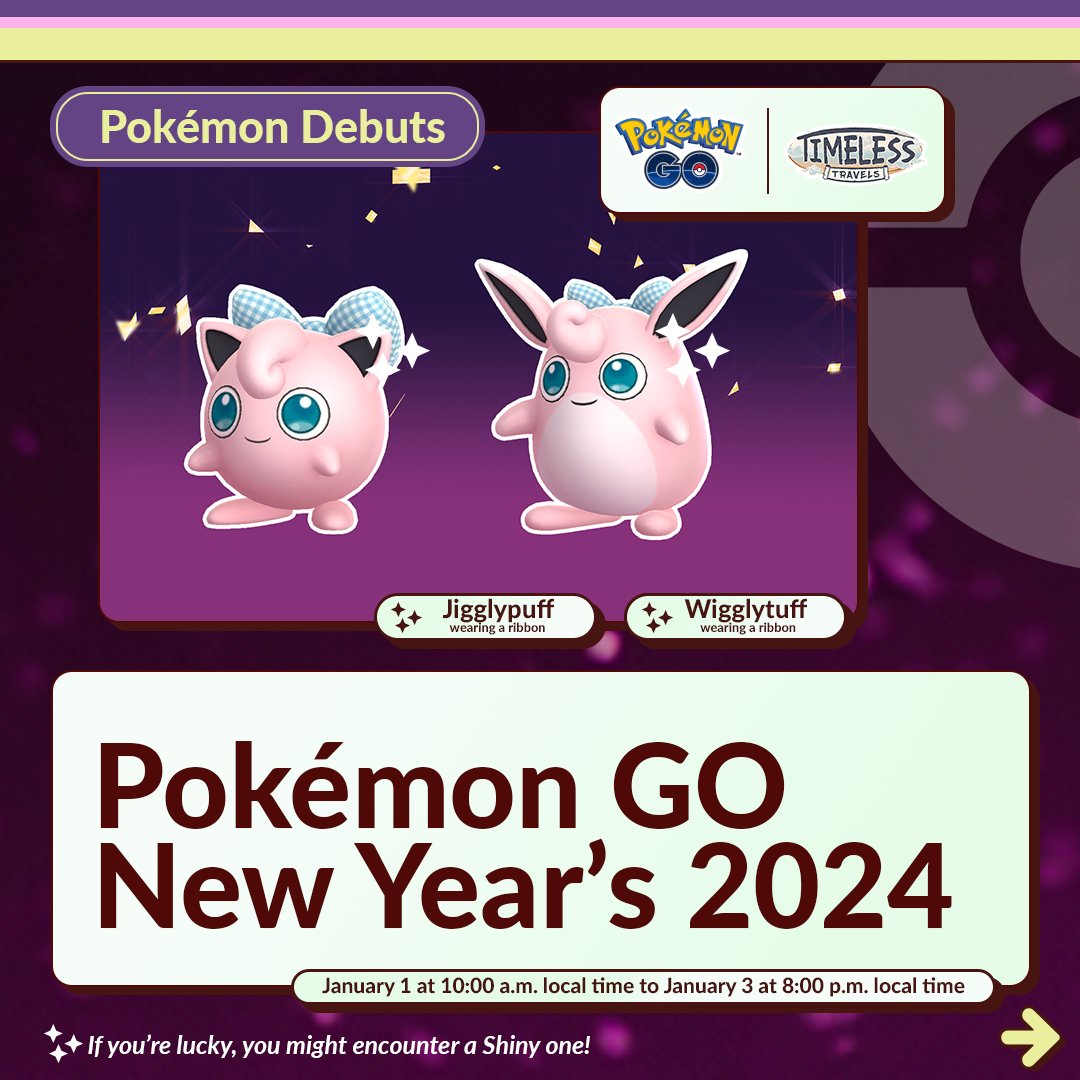 Pokémon Debuts
POKÉMON
GO
TIMELESS
TRAVELS
Jigglypuff
wearing a ribbon
Wigglytuff
wearing a ribbon
Pokémon GO
New Year’s 2024
January 1 at 10:00 a.m. local time to January 3 at 8:00 p.m. local time
If you’re lucky, you might encounter a Shiny one!